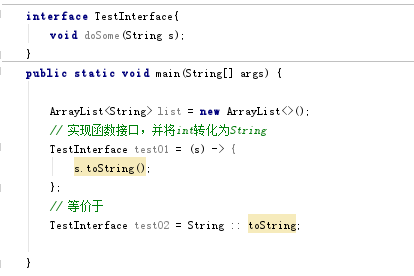 interface TestInterface{
void doSome(String s);
}
public static void main(String[] args) {
ArrayList<String> list = new ArrayList<>();
// 实现函数接口，并将int转化为String
TestInterface test01 = (s) -> {
s.toString();
};
// 等价于
TestInterface test02 = String :: toString;
}